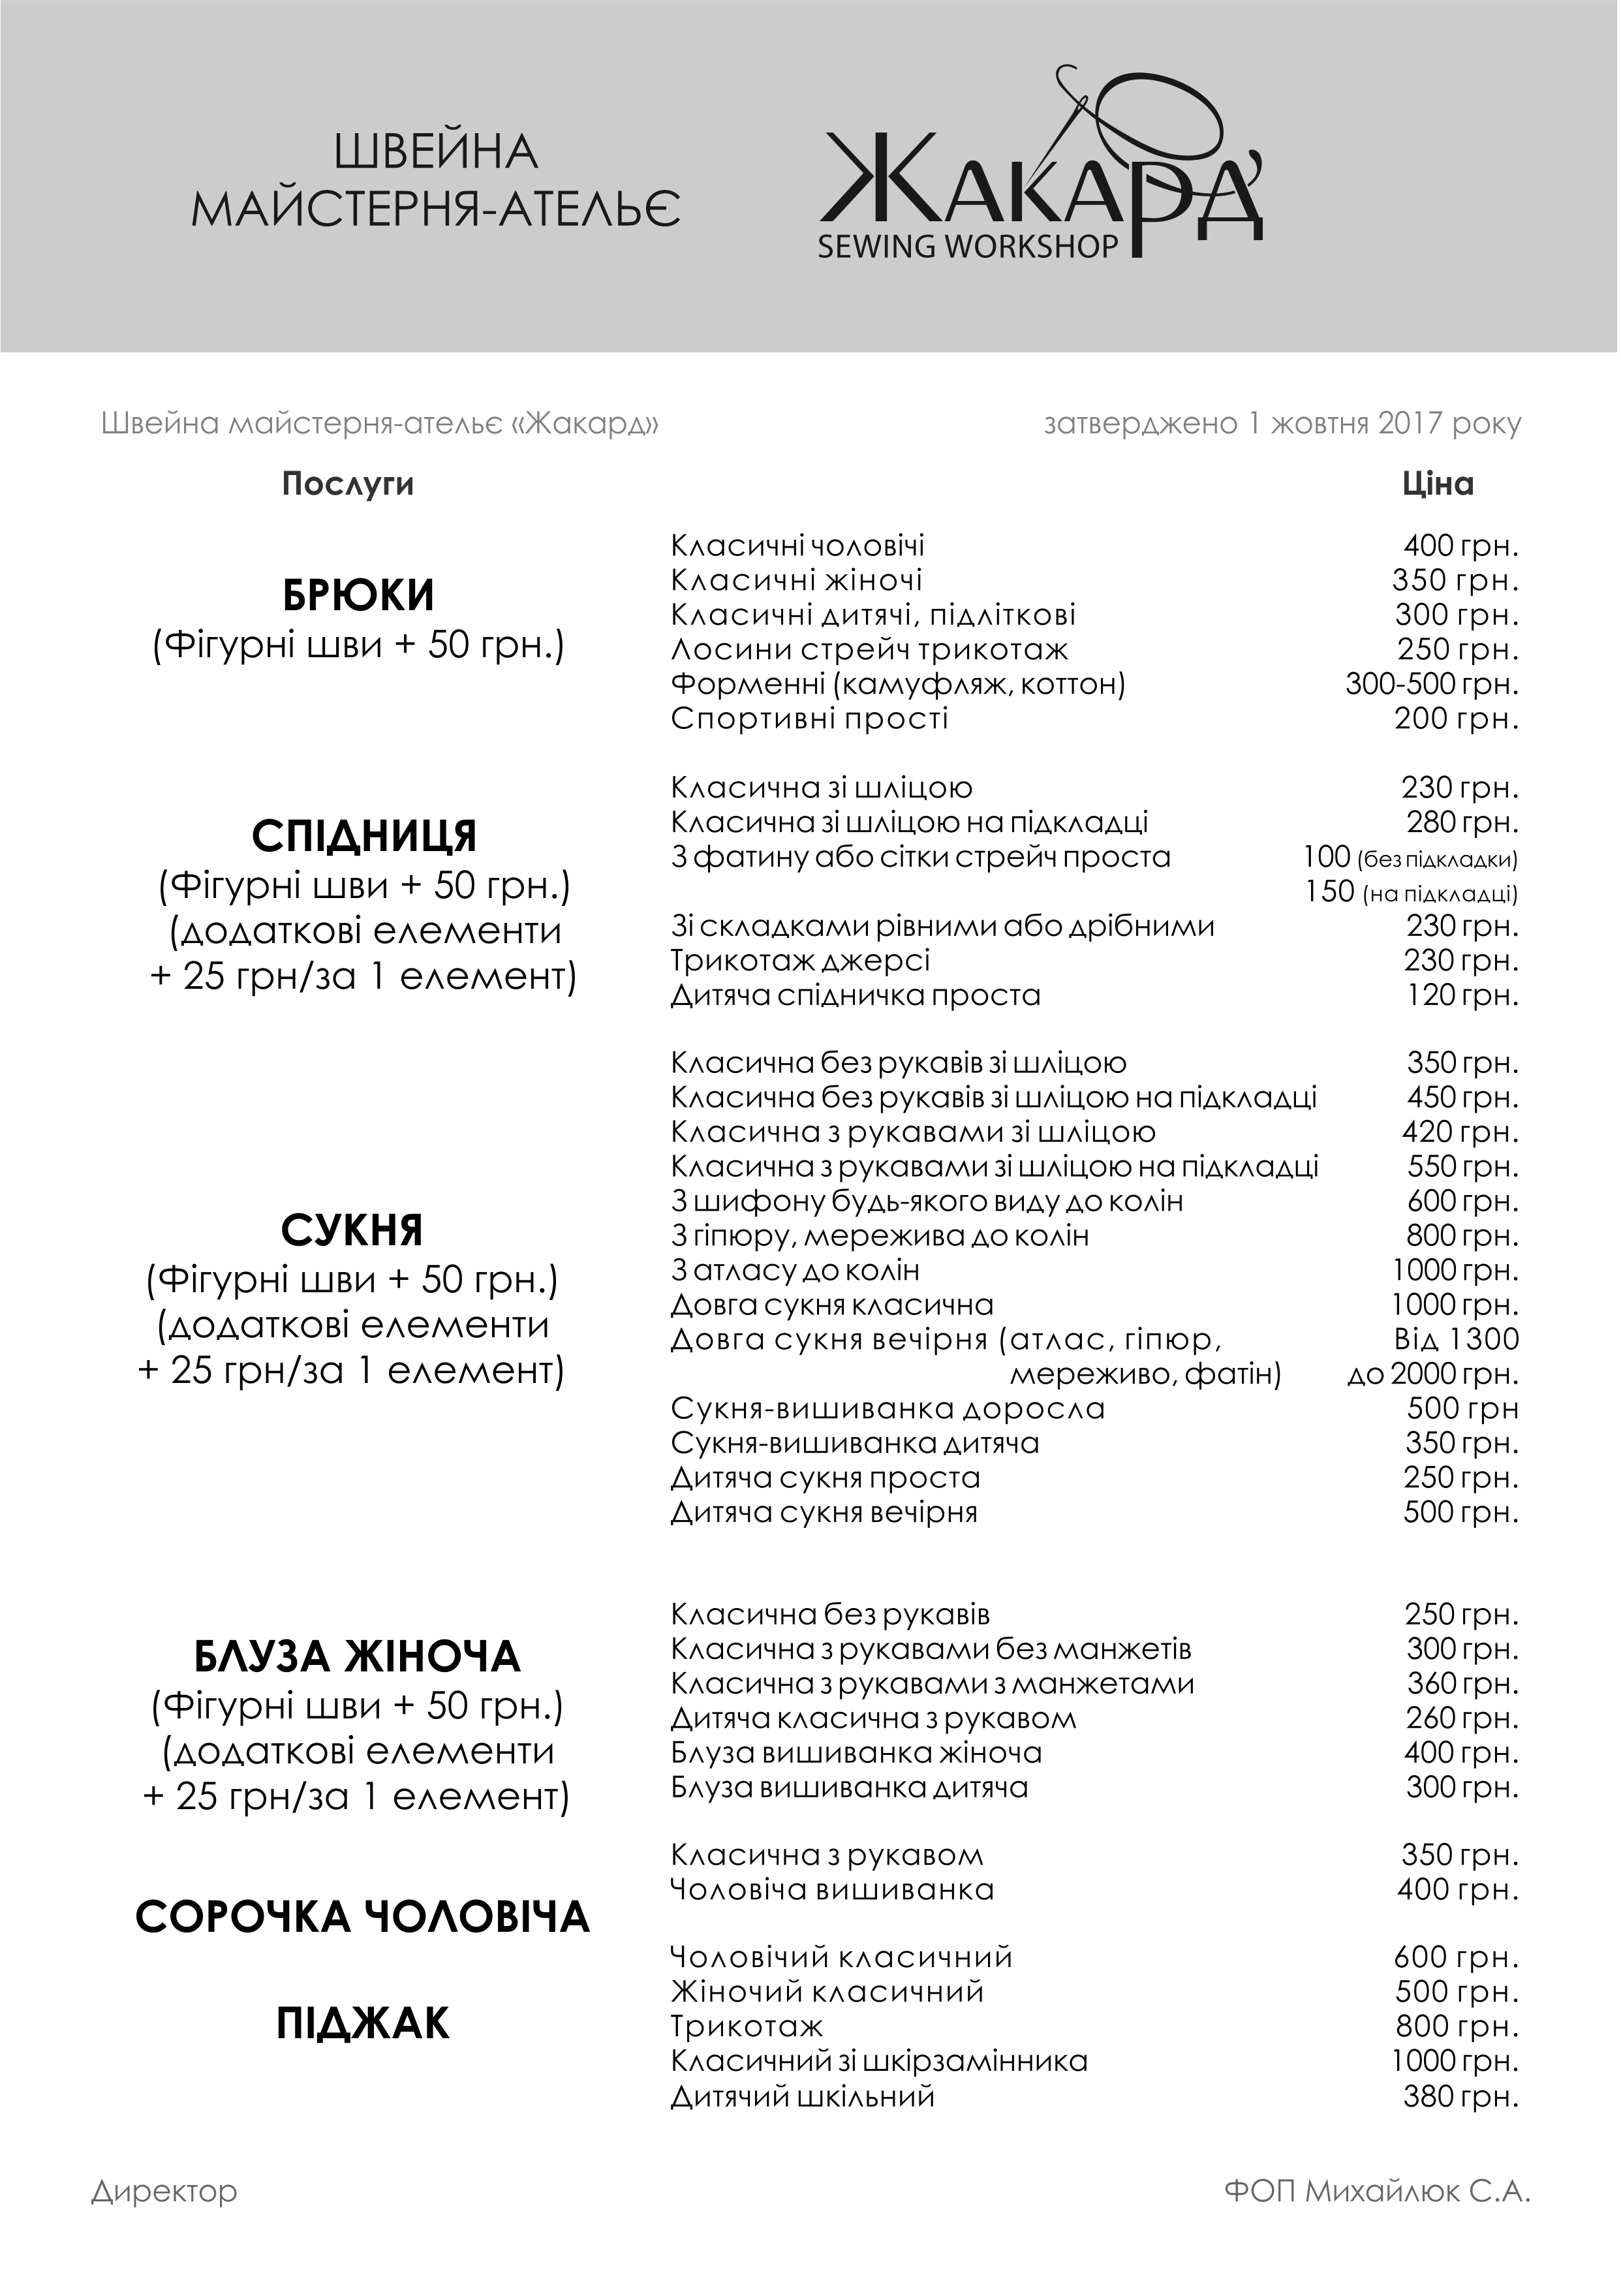 ШВЕЙНА
МАЙСТЕРНЯ-АТЕЛЬЄ
Жакард
SEWING WORKSHOP
Швейна майстерня-ательє «Жакард» затверджено 1 жовтня 2017 року
Послуги Ціна
БРЮКИ
(Фігурні шви + 50 грн.)
Класичні чоловічі 400 грн.
Класичні жіночі 350 грн.
Класичні дитячі, підліткові 300 грн.
Лосини стрейч трикотаж 250 грн.
Форменні (камуфляж, коттон) 300-500 грн.
Спортивні прості 200 грн.
СПІДНИЦЯ
(Фігурні шви + 50 грн.)
(додаткові елементи
+ 25 грн/за 1 елемент)
Класична зі шліцою 230 грн.
Класична зі шліцою на підкладці 280 грн.
З фатину або сітки стрейч проста 100 (без підкладки)
150 (на підкладці)
Зі складками рівними або дрібними 230 грн.
Трикотаж джерсі 230 грн.
Дитяча спідничка проста 120 грн.
СУКНЯ
(Фігурні шви + 50 грн.)
(додаткові елементи
+ 25 грн/за 1 елемент)
Класична без рукавів зі шліцою 350 грн.
Класична без рукавів зі шліцою на підкладці 450 грн.
Класична з рукавами зі шліцою 420 грн.
Класична з рукавами зі шліцою на підкладці 550 грн.
З шифону будь-якого виду до колін 600 грн.
З гіпюру, мережива до колін 800 грн.
З атласу до колін 1000 грн.
Довга сукня класична 1000 грн.
Довга сукня вечірня (атлас, гіпюр, Від 1300
мереживо, фатін) до 2000 грн.
Сукня-вишиванка доросла 500 грн
Сукня-вишиванка дитяча 350 грн.
Дитяча сукня проста 250 грн.
Дитяча сукня вечірня 500 грн.
БЛУЗА ЖІНОЧА
(Фігурні шви + 50 грн.)
(додаткові елементи
+ 25 грн/за 1 елемент)
Класична без рукавів 250 грн.
Класична з рукавами без манжетів 300 грн.
Класична з рукавами з манжетами 360 грн.
Дитяча класична з рукавом 260 грн.
Блуза вишиванка жіноча 400 грн.
Блуза вишиванка дитяча 300 грн.
СОРОЧКА ЧОЛОВІЧА
Класична з рукавом 350 грн.
Чоловіча вишиванка 400 грн.
ПІДЖАК
Чоловічий класичний 600 грн.
Жіночий класичний 500 грн.
Трикотаж 800 грн.
Класичний зі шкірзамінника 1000 грн.
Дитячий шкільний 380 грн.
Директор ФОП Михайлюк С.А.